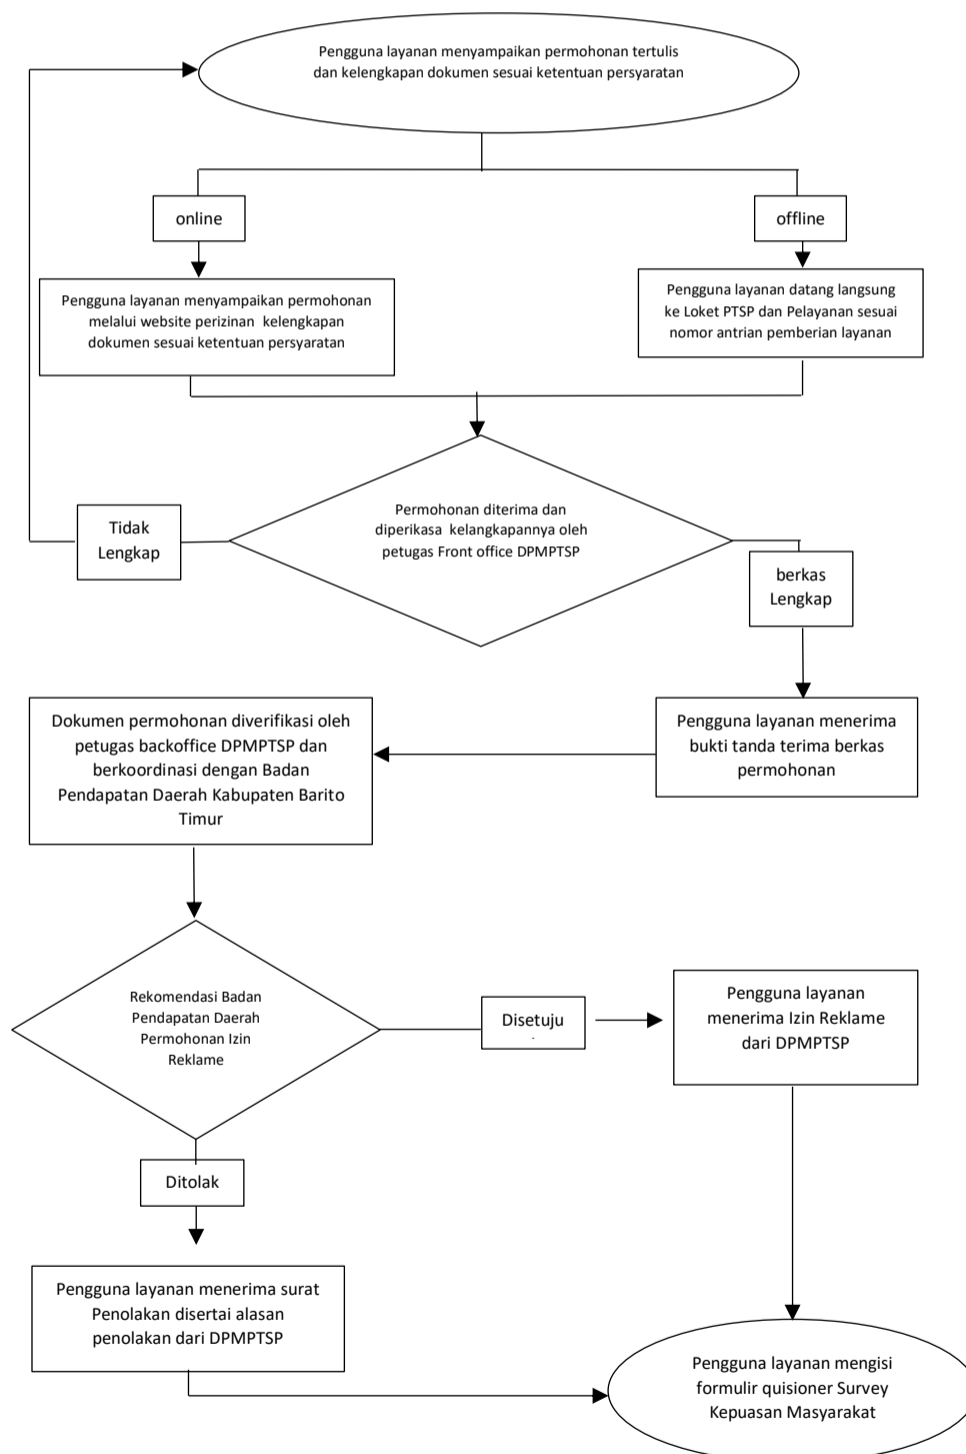 Pengguna layanan menyampaikan permohonan tertulis
dan kelengkapan dokumen sesuai ketentuan persyaratan
online
offline
Pengguna layanan menyampaikan permohonan
melalui website perizinan kelengkapan
dokumen sesuai ketentuan persyaratan
Pengguna layanan datang langsung
ke Loket PTSP dan Pelayanan sesuai
nomor antrian pemberian layanan
Permohonan diterima dan
diperikasa kelangkapannya oleh
petugas Front office DPMPTSP
Tidak
Lengkap
berkas
Lengkap
Pengguna layanan menerima
bukti tanda terima berkas
permohonan
Dokumen permohonan diverifikasi oleh
petugas backoffice DPMPTSP dan
berkoordinasi dengan Badan
Pendapatan Daerah Kabupaten Barito
Timur
Rekomendasi Badan
Pendapatan Daerah
Permohonan Izin
Reklame
Disetuju
Pengguna layanan
menerima Izin Reklame
dari DPMPTSP
Ditolak
Pengguna layanan menerima surat
Penolakan disertai alasan
penolakan dari DPMPTSP
Pengguna layanan mengisi
formulir quisioner Survey
Kepuasan Masyarakat